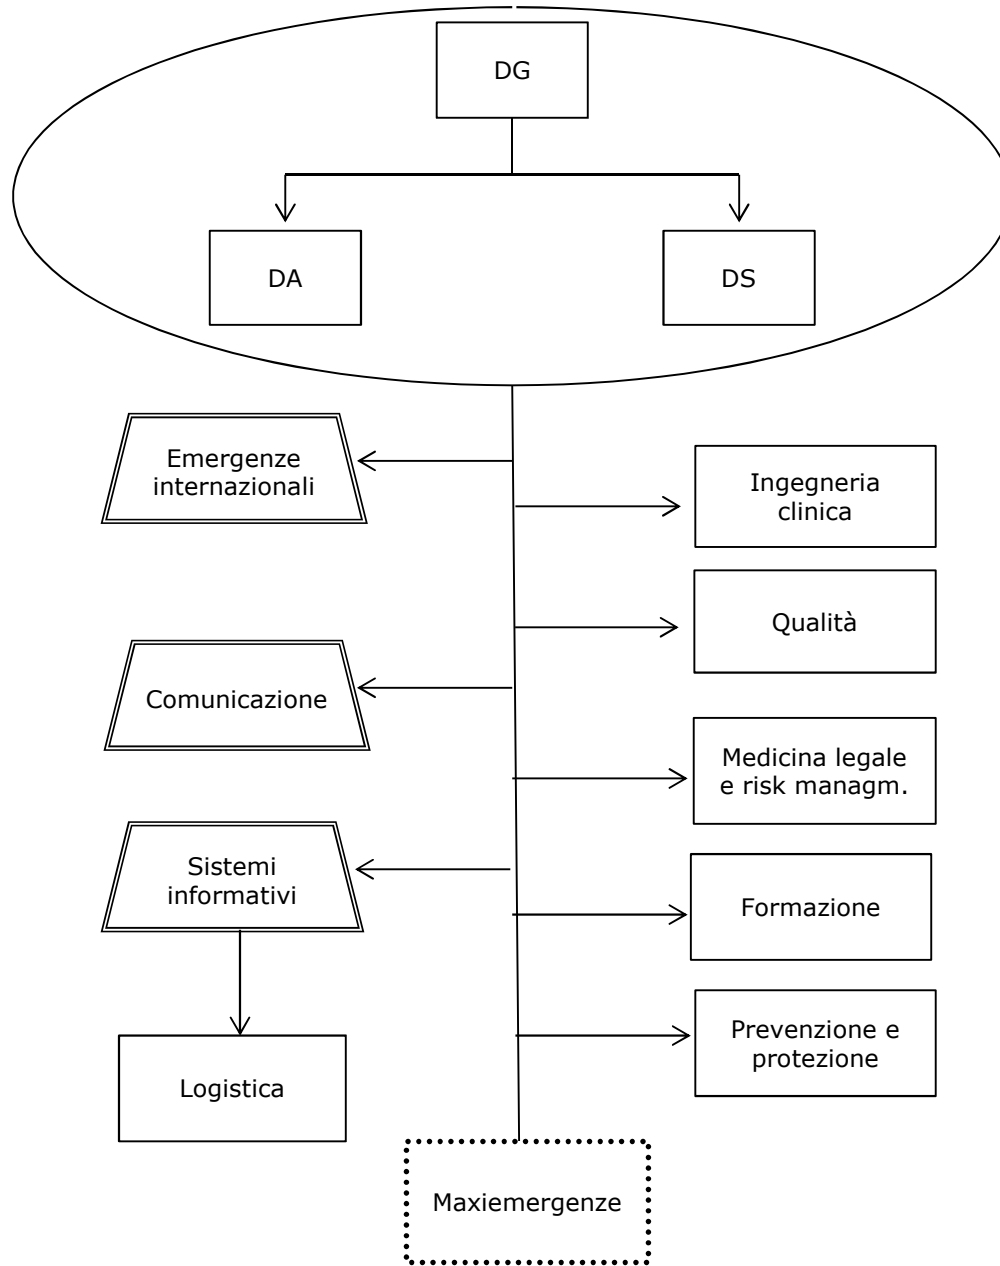 DG
DA
DS
Emergenze
internazionali
Ingegneria
clinica
Qualità
Comunicazione
Medicina legale
e risk managm.
Sistemi
informativi
Formazione
Prevenzione e
protezione
Logistica
Maxiemergenze